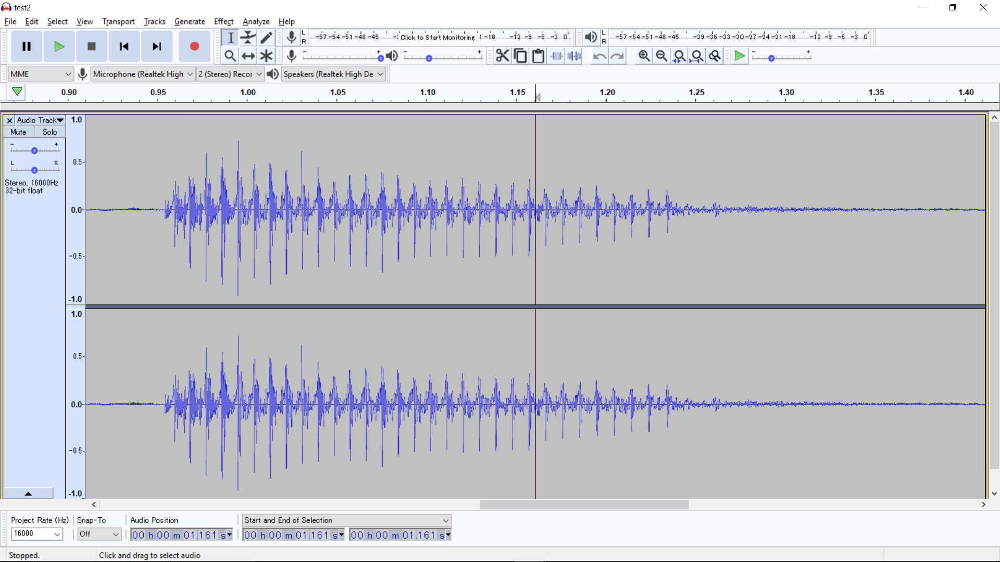 test2
File Edit Select View Transport Tracks Generate Effect Analyze Help
L
R
-57 -54 -51 -48 -45 -: Click to Start Monitoring 1 -18 -12 -9 -6 -3 0
L
R
-57 -54 -51 -48 -45 -39 -36 -33 -30 -27 -24 -21 -18 -12 -9 -6 -3 0
- + - + - +
MME Microphone (Realtek High 2 (Stereo) Recor Speakers (Realtek High De
0.90 0.95 1.00 1.05 1.10 1.15 1.20 1.25 1.30 1.35 1.40
Audio Track
Mute Solo
- +
L R
Stereo, 16000Hz
32-bit float
1.0
0.5
0.0
-0.5
-1.0
1.0
0.5
0.0
-0.5
-1.0
Project Rate (Hz) Snap-To Audio Position Start and End of Selection
16000 Off 00 h 00 m 01.161 s 00 h 00 m 01.161 s 00 h 00 m 01.161 s
Stopped. Click and drag to select audio